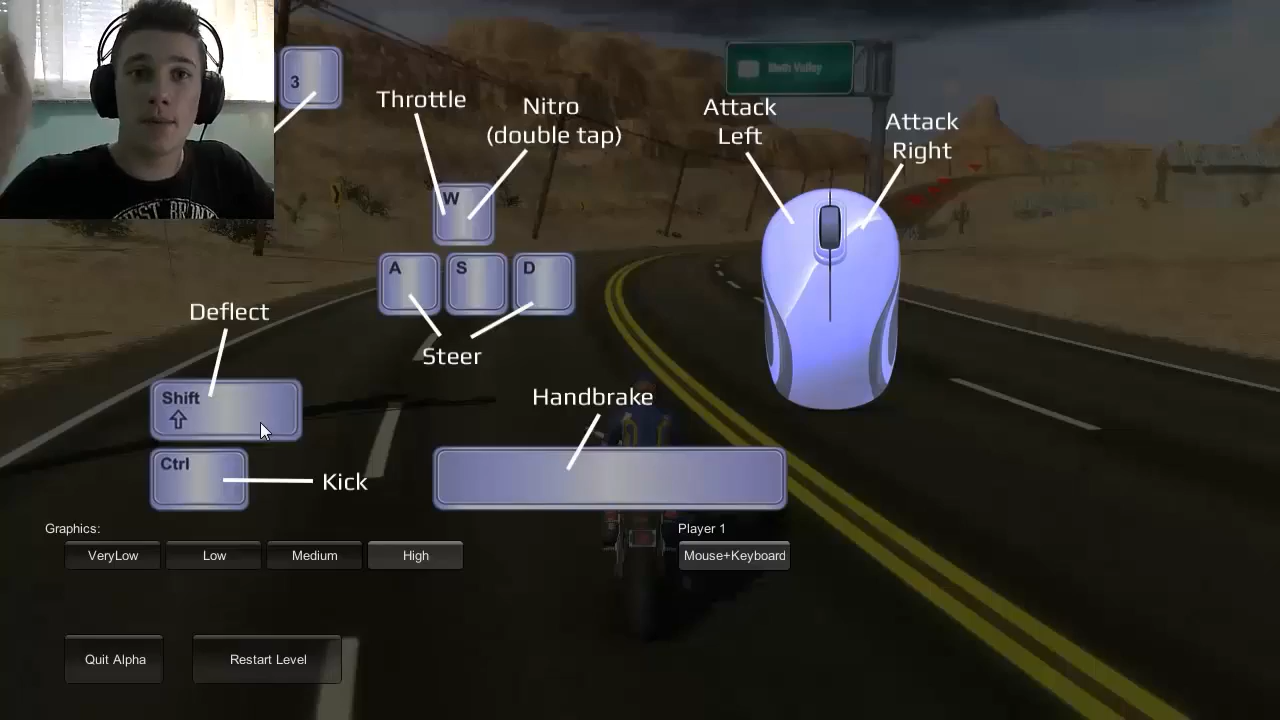 3
Throttle
Nitro
(double tap)
Attack
Left
Attack
Right
W
A
S
D
Steer
Deflect
Shift
Ctrl
Kick
Handbrake
Graphics:
VeryLow
Low
Medium
High
Player 1
Mouse+Keyboard
Quit Alpha
Restart Level